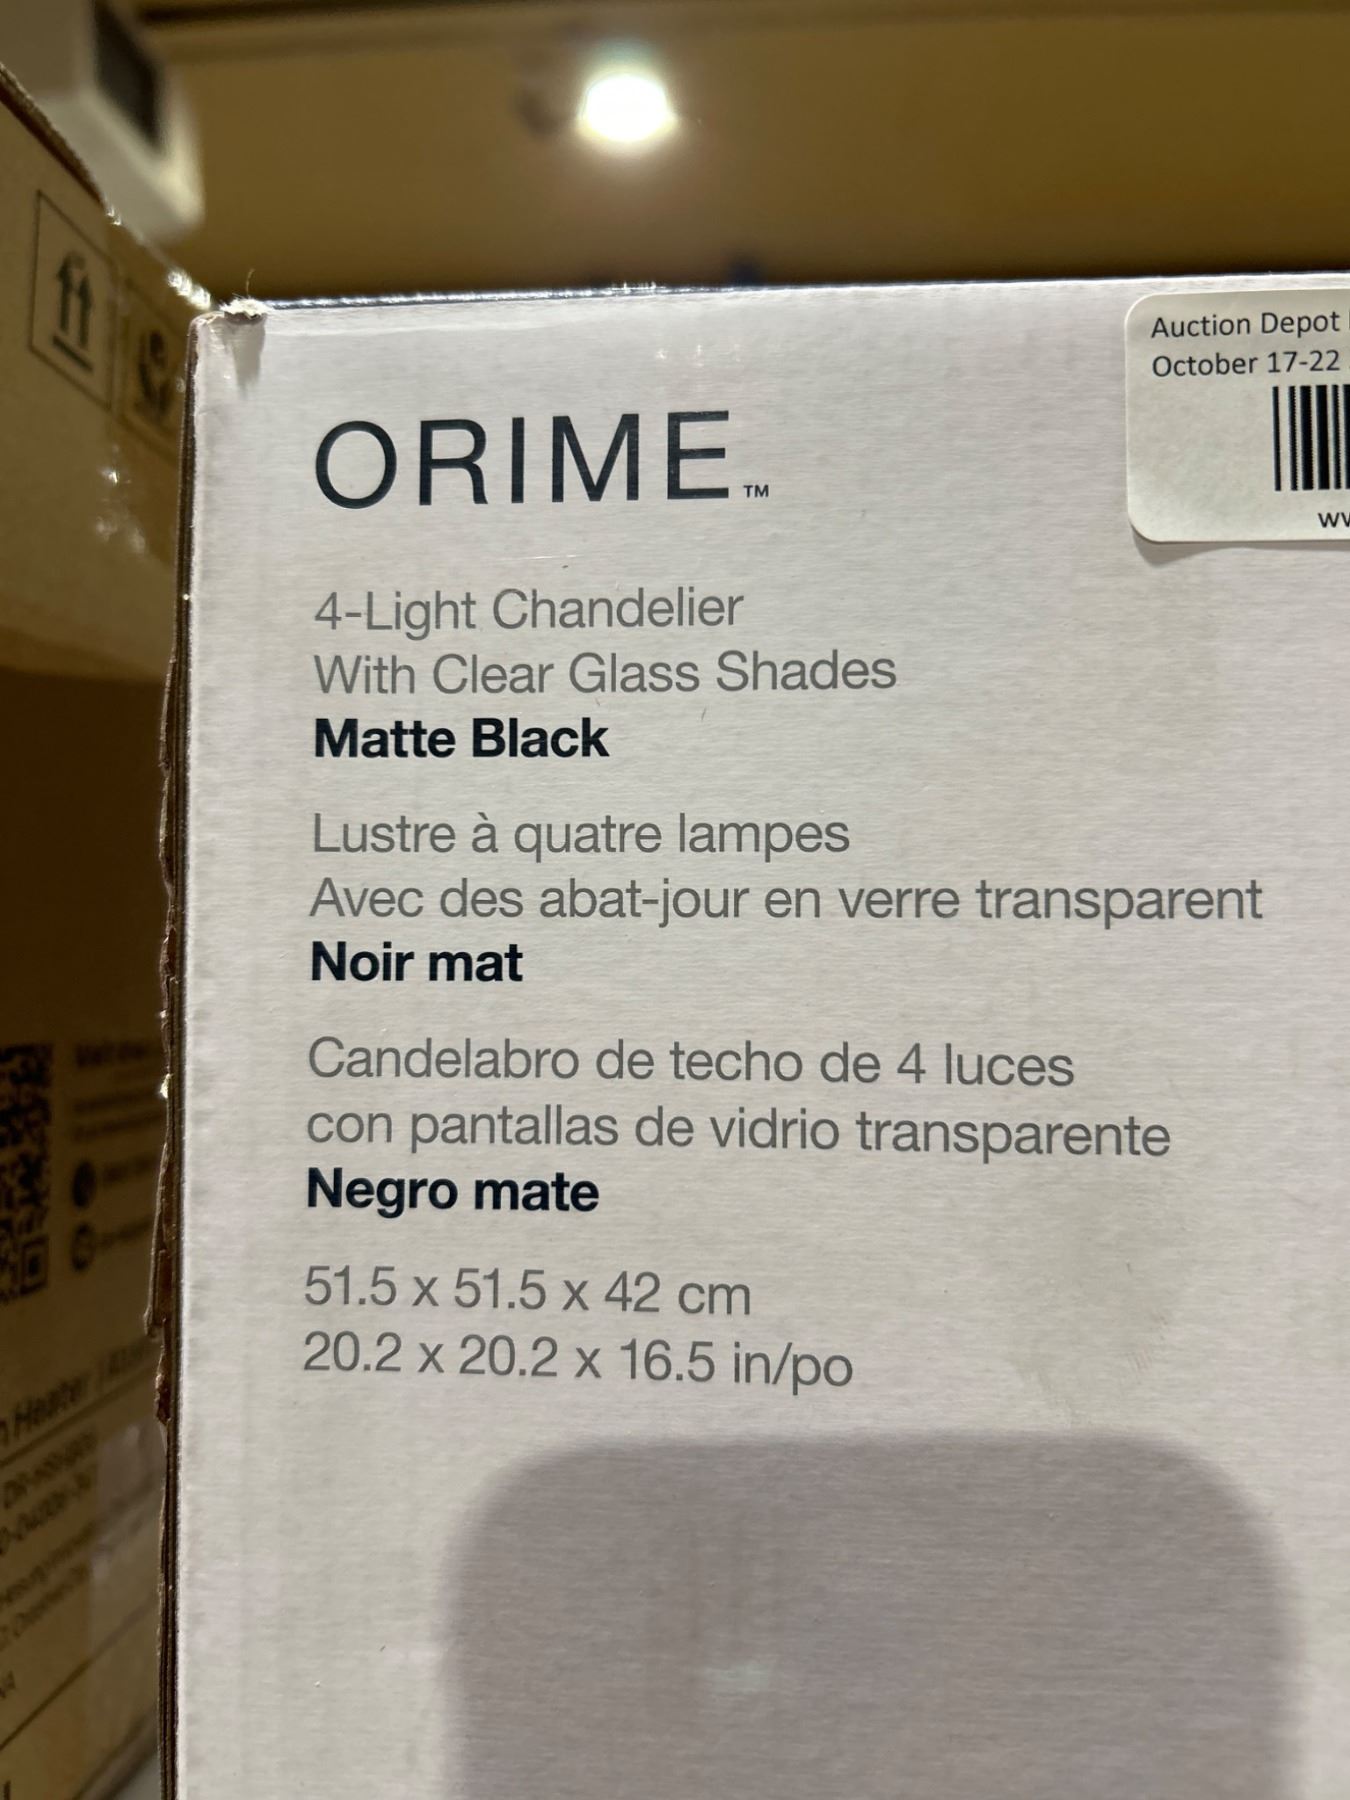 ORIME™
Auction Depot
October 17-22
4-Light Chandelier
With Clear Glass Shades
Matte Black
Lustre à quatre lampes
Avec des abat-jour en verre transparent
Noir mat
Candelabro de techo de 4 luces
con pantallas de vidrio transparente
Negro mate
51.5 x 51.5 x 42 cm
20.2 x 20.2 x 16.5 in/po
Heater